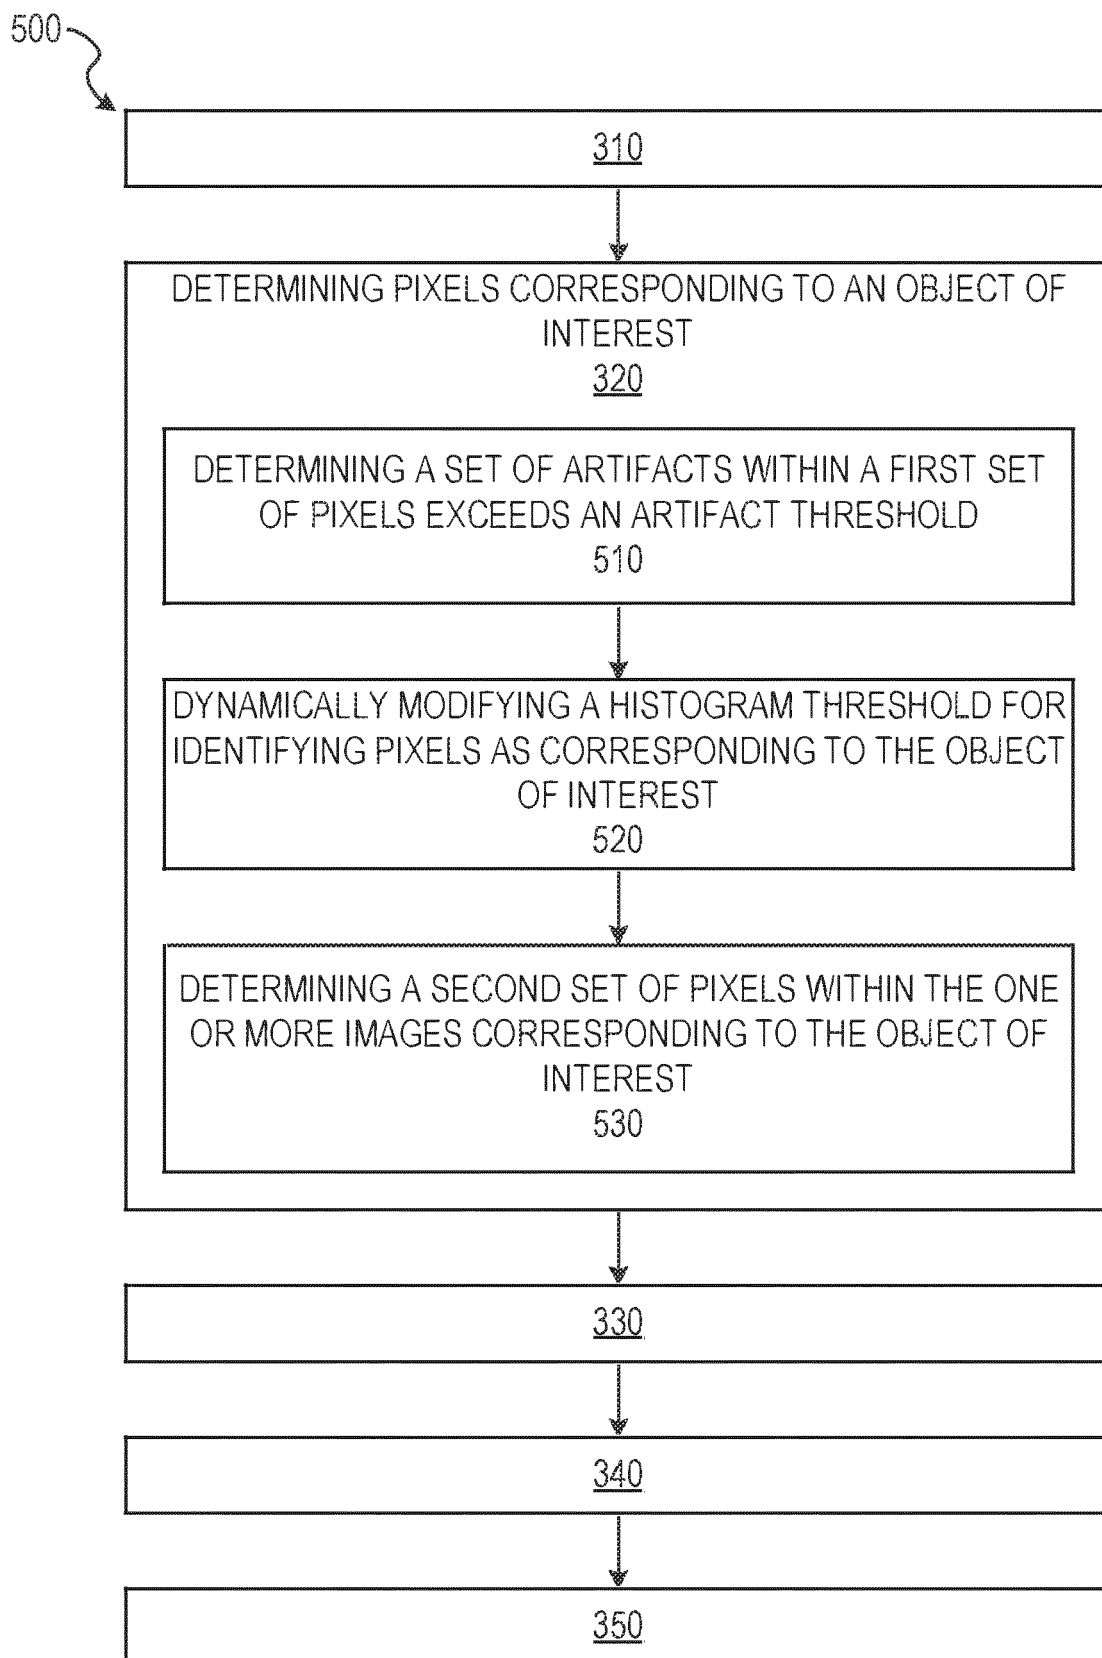 500
310
DETERMINING PIXELS CORRESPONDING TO AN OBJECT OF
INTEREST
320
DETERMINING A SET OF ARTIFACTS WITHIN A FIRST SET
OF PIXELS EXCEEDS AN ARTIFACT THRESHOLD
510
DYNAMICALLY MODIFYING A HISTOGRAM THRESHOLD FOR
IDENTIFYING PIXELS AS CORRESPONDING TO THE OBJECT
OF INTEREST
520
DETERMINING A SECOND SET OF PIXELS WITHIN THE ONE
OR MORE IMAGES CORRESPONDING TO THE OBJECT OF
INTEREST
530
330
340
350